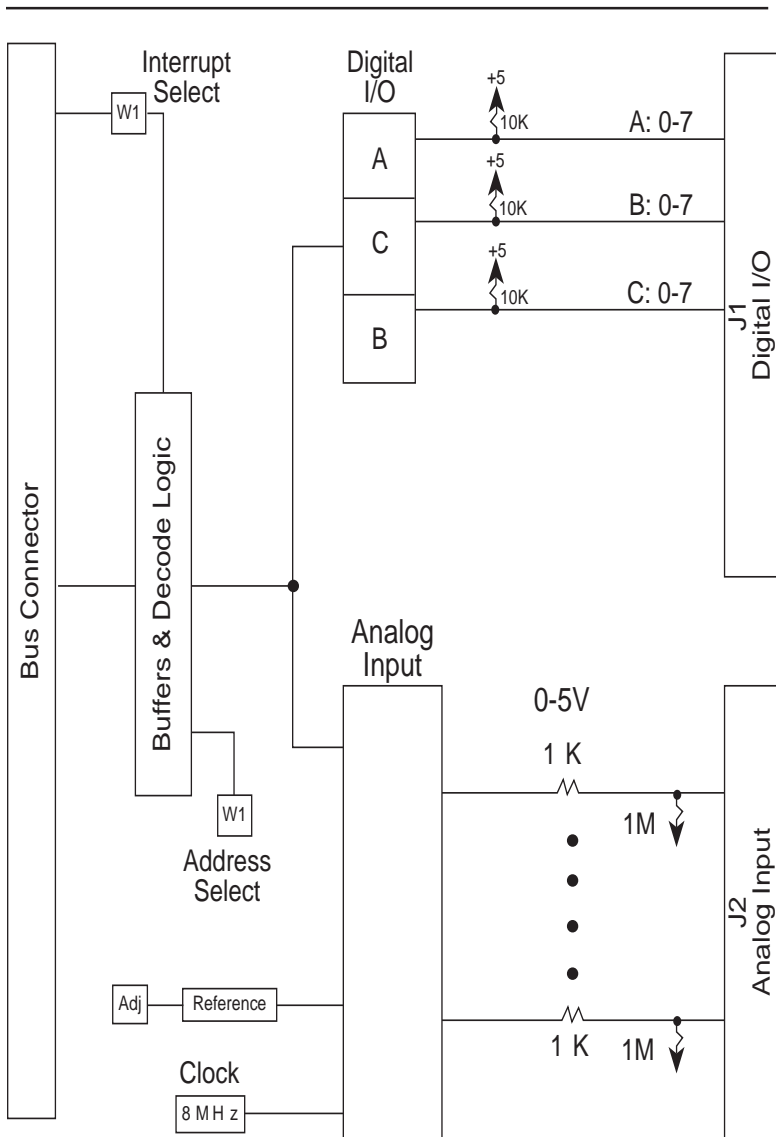 Interrupt
Select
W1
Digital
I/O
A
C
B
+5
10K
A: 0-7
+5
10K
B: 0-7
+5
10K
C: 0-7
J1
Digital I/O
Bus Connector
Buffers & Decode Logic
W1
Address
Select
Analog
Input
0-5V
1 K
1M
1 K
1M
J2
Analog Input
Adj
Reference
Clock
8 MHz